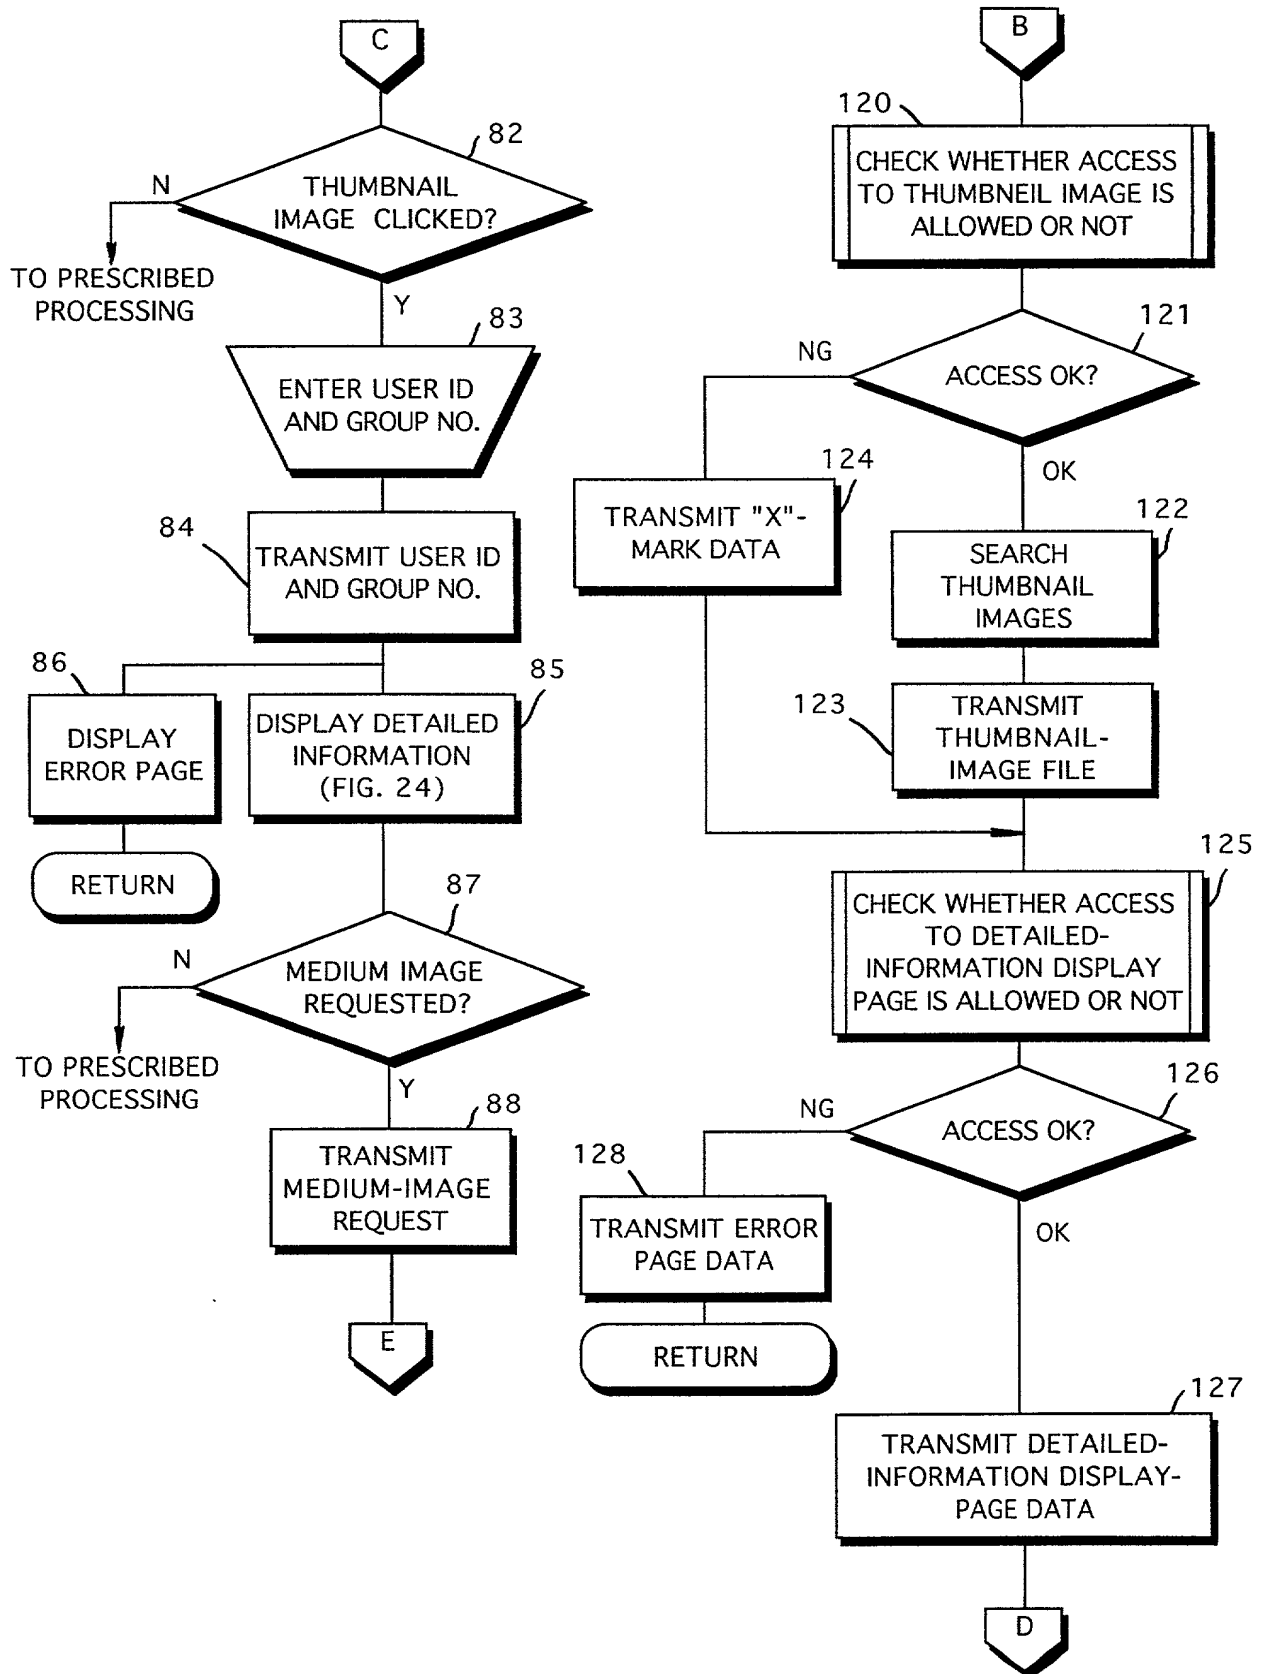 C
82
THUMBNAIL
IMAGE CLICKED?
N
TO PRESCRIBED
PROCESSING
Y
83
ENTER USER ID
AND GROUP NO.
84
TRANSMIT USER ID
AND GROUP NO.
86
DISPLAY
ERROR PAGE
RETURN
85
DISPLAY DETAILED
INFORMATION
(FIG. 24)
87
MEDIUM IMAGE
REQUESTED?
N
TO PRESCRIBED
PROCESSING
Y
88
TRANSMIT
MEDIUM-IMAGE
REQUEST
E
B
120
CHECK WHETHER ACCESS
TO THUMBNEIL IMAGE IS
ALLOWED OR NOT
121
ACCESS OK?
NG
OK
124
TRANSMIT "X"-
MARK DATA
122
SEARCH
THUMBNAIL
IMAGES
123
TRANSMIT
THUMBNAIL-
IMAGE FILE
125
CHECK WHETHER ACCESS
TO DETAILED-
INFORMATION DISPLAY
PAGE IS ALLOWED OR NOT
126
ACCESS OK?
NG
OK
128
TRANSMIT ERROR
PAGE DATA
RETURN
127
TRANSMIT DETAILED-
INFORMATION DISPLAY-
PAGE DATA
D